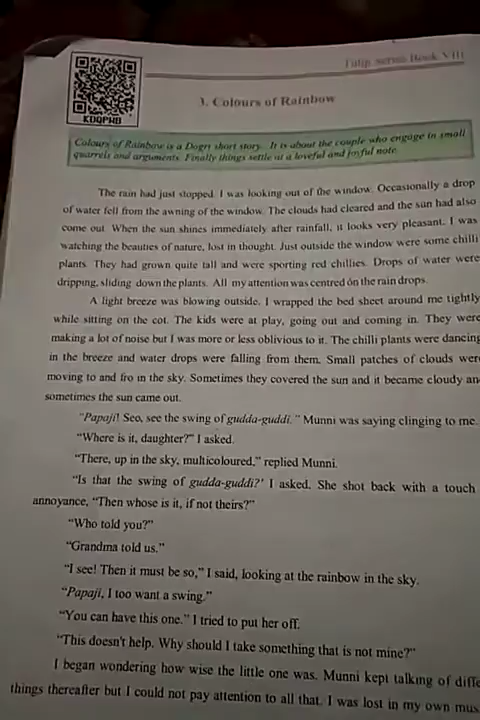 Tulip Series Book VIII
KDQPWB
3. Colours of Rainbow
Colours of Rainbow is a Dogri short story. It is about the couple who engage in small
quarrels and arguments. Finally things settle at a loveful and joyful note.
The rain had just stopped. I was looking out of the window. Occasionally a drop
of water fell from the awning of the window. The clouds had cleared and the sun had also
come out. When the sun shines immediately after rainfall, it looks very pleasant. I was
watching the beauties of nature, lost in thought. Just outside the window were some chilli
plants. They had grown quite tall and were sporting red chillies. Drops of water were
dripping, sliding down the plants. All my attention was centred on the rain drops.
A light breeze was blowing outside. I wrapped the bed sheet around me tightly
while sitting on the cot. The kids were at play, going out and coming in. They were
making a lot of noise but I was more or less oblivious to it. The chilli plants were dancing
in the breeze and water drops were falling from them. Small patches of clouds wer
moving to and fro in the sky. Sometimes they covered the sun and it became cloudy an
sometimes the sun came out.
"Papaji! See, see the swing of gudda-guddi." Munni was saying clinging to me.
"Where is it, daughter?" I asked.
"There, up in the sky, multicoloured," replied Munni.
"Is that the swing of gudda-guddi?' I asked. She shot back with a touch
annoyance, "Then whose is it, if not theirs?"
"Who told you?"
"Grandma told us."
"I see! Then it must be so," I said, looking at the rainbow in the sky.
"Papaji, I too want a swing."
"You can have this one." I tried to put her off.
"This doesn't help. Why should I take something that is not mine?"
I began wondering how wise the little one was. Munni kept talking of diffe
things thereafter but I could not pay attention to all that. I was lost in my own mus